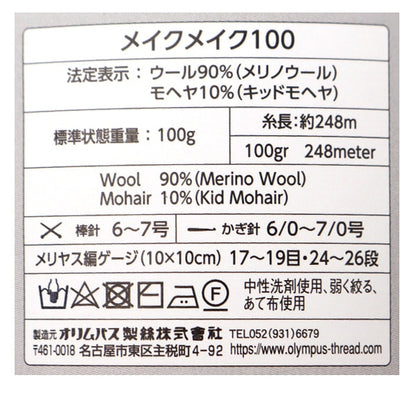 メイクメイク100
法定表示：ウール90%(メリノウール)
モヘヤ10%(キッドモヘヤ)
標準状態重量：100g
糸長：約248m
100gr 248meter
Wool 90%(Merino Wool)
Mohair 10%(Kid Mohair)
棒針 6〜7号
かぎ針 6/0〜7/0号
メリヤス編ゲージ(10×10cm) 17〜19目・24〜26段
中性洗剤使用、弱く絞る、
あて布使用。
製造元 オリムパス製絲株式會社 TEL052(931)6679
〒461-0018 名古屋市東区主税町4-92 https://www.olympus-thread.com